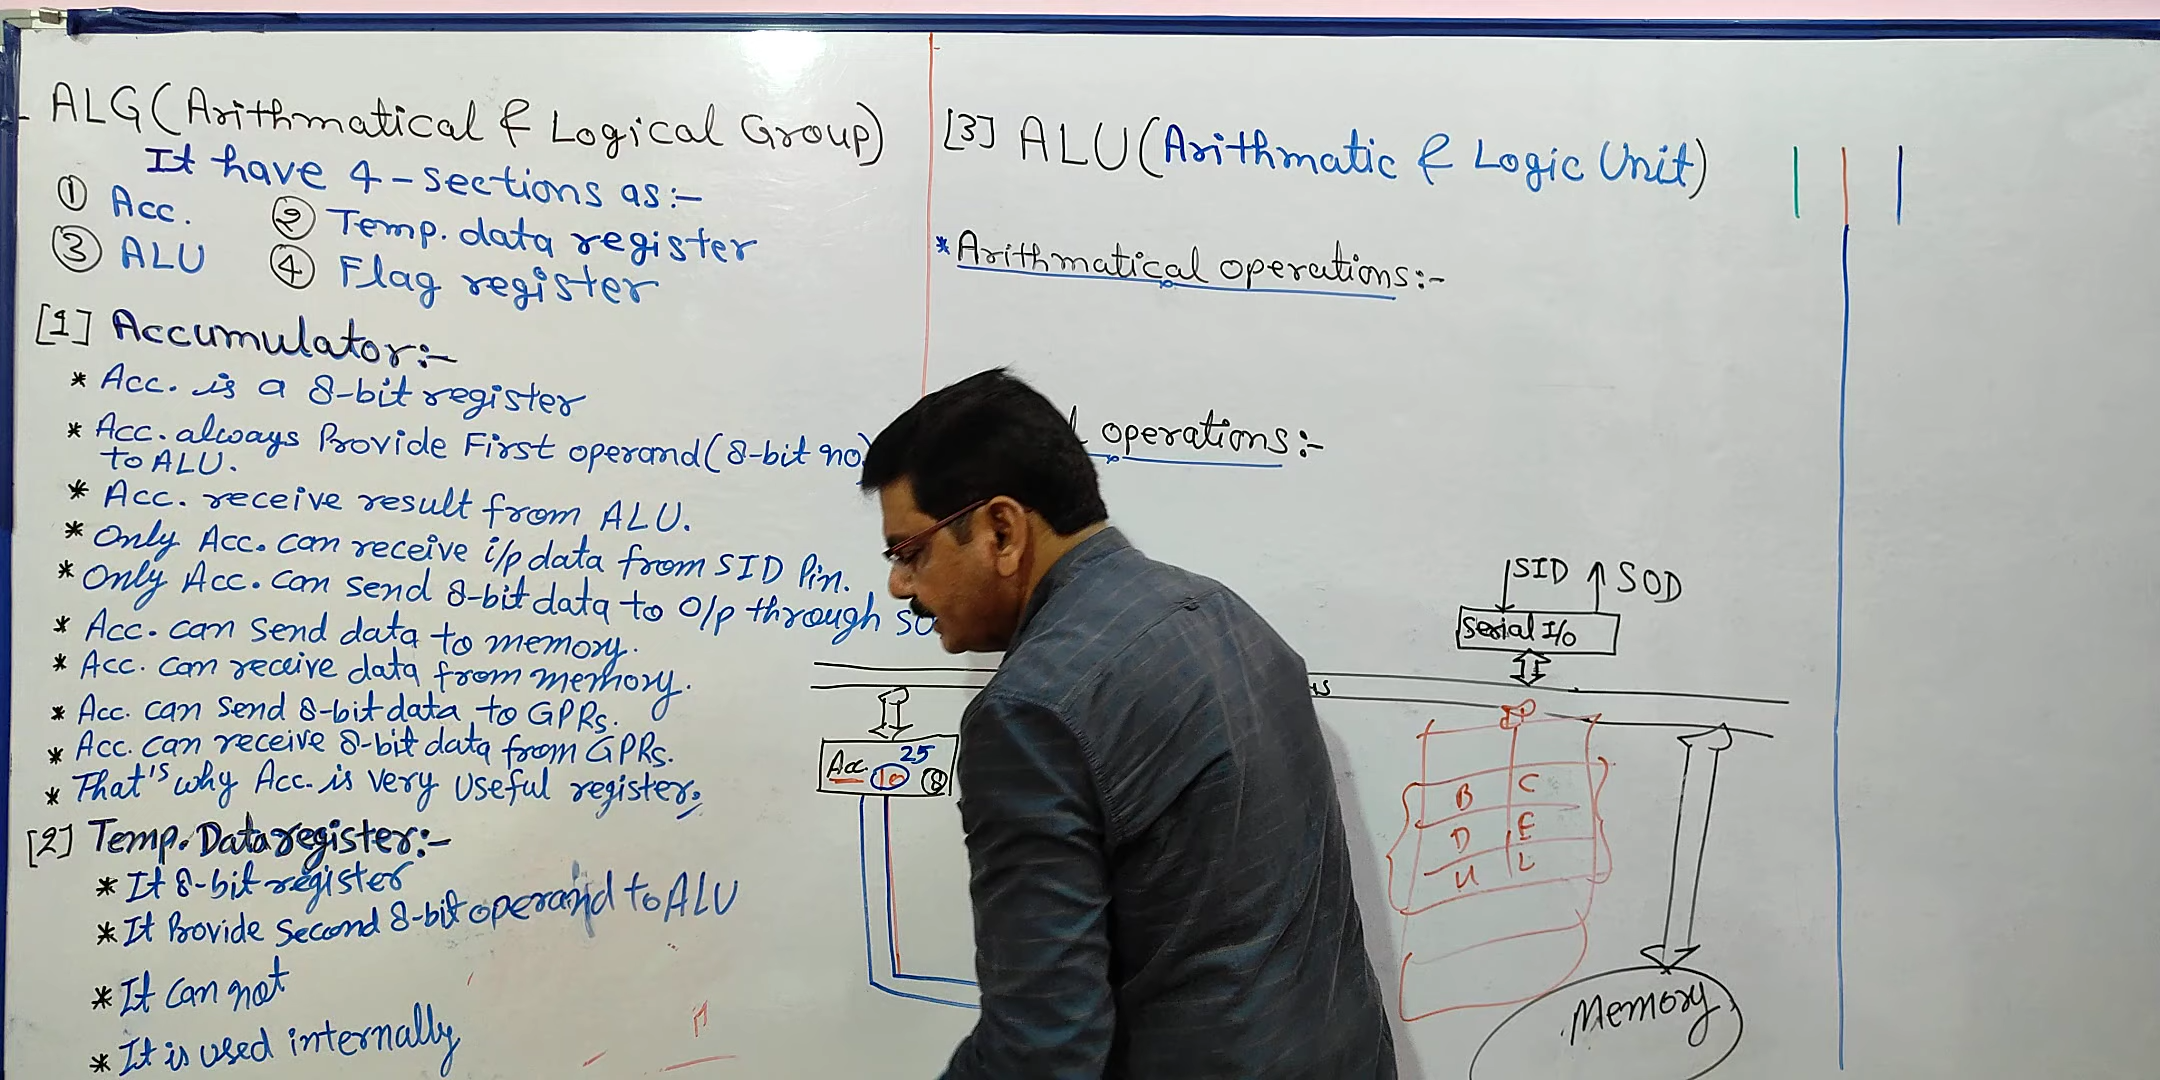 ALG (Arithmatical & Logical Group)
It have 4-sections as:-
① Acc. ② Temp. data register
③ ALU ④ Flag register
[1] Accumulator:-
* Acc. is a 8-bit register
* Acc. always Provide First operand (8-bit no)
to ALU.
* Acc. receive result from ALU.
* Only Acc. can receive i/p data from SID Pin.
* Only Acc. can send 8-bit data to O/p through
* Acc. can send data to memory.
* Acc. can receive data from memory.
* Acc. can send 8-bit data to GPRs.
* Acc. can receive 8-bit data from GPRs.
* That's why Acc. is very useful register.
[2] Temp. Data register:-
* It 8-bit register
* It Provide second 8-bit operand to ALU
* It can not
* It is used internally
[3] ALU (Arithmatic & Logic Unit)
* Arithmatical operations:-
operations:-
SID SOD
Serial I/o
Acc. 10 25 8
B C
D E
H L
Memory